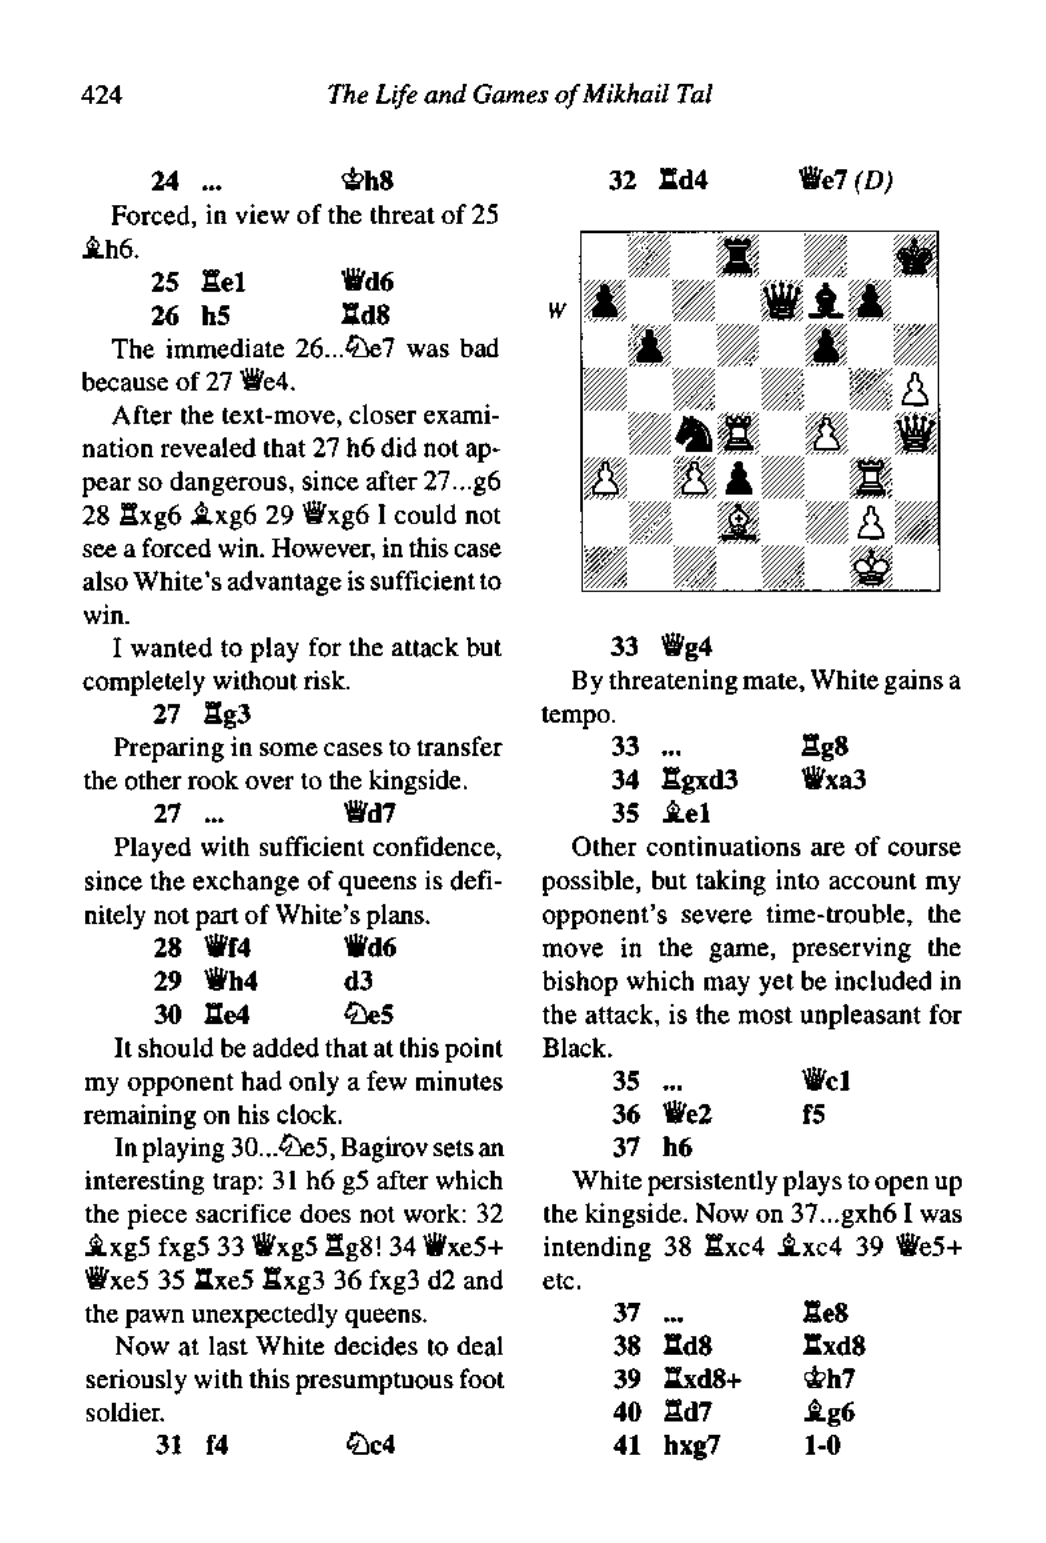 424
The Life and Games of Mikhail Tal
24 ... ♔h8
Forced, in view of the threat of 25
♗h6.
25 ♖e1 ♕d6
26 h5 ♖d8
The immediate 26...♘e7 was bad
because of 27 ♕e4.
After the text-move, closer exami-
nation revealed that 27 h6 did not ap-
pear so dangerous, since after 27...g6
28 ♖xg6 ♗xg6 29 ♕xg6 I could not
see a forced win. However, in this case
also White's advantage is sufficient to
win.
I wanted to play for the attack but
completely without risk.
27 ♖g3
Preparing in some cases to transfer
the other rook over to the kingside.
27 ... ♕d7
Played with sufficient confidence,
since the exchange of queens is defi-
nitely not part of White's plans.
28 ♕f4 ♕d6
29 ♕h4 d3
30 ♖e4 ♘e5
It should be added that at this point
my opponent had only a few minutes
remaining on his clock.
In playing 30...♘e5, Bagirov sets an
interesting trap: 31 h6 g5 after which
the piece sacrifice does not work: 32
♗xg5 fxg5 33 ♕xg5 ♖g8! 34 ♕xe5+
♕xe5 35 ♖xe5 ♖xg3 36 fxg3 d2 and
the pawn unexpectedly queens.
Now at last White decides to deal
seriously with this presumptuous foot
soldier.
31 f4 ♘c4
32 ♖d4 ♕e7 (D)
W
33 ♕g4
By threatening mate, White gains a
tempo.
33 ... ♖g8
34 ♖gxd3 ♕xa3
35 ♗e1
Other continuations are of course
possible, but taking into account my
opponent's severe time-trouble, the
move in the game, preserving the
bishop which may yet be included in
the attack, is the most unpleasant for
Black.
35 ... ♕c1
36 ♕e2 f5
37 h6
White persistently plays to open up
the kingside. Now on 37...gxh6 I was
intending 38 ♖xc4 ♗xc4 39 ♕e5+
etc.
37 ... ♖e8
38 ♖d8 ♖xd8
39 ♖xd8+ ♔h7
40 ♖d7 ♗g6
41 hxg7 1-0